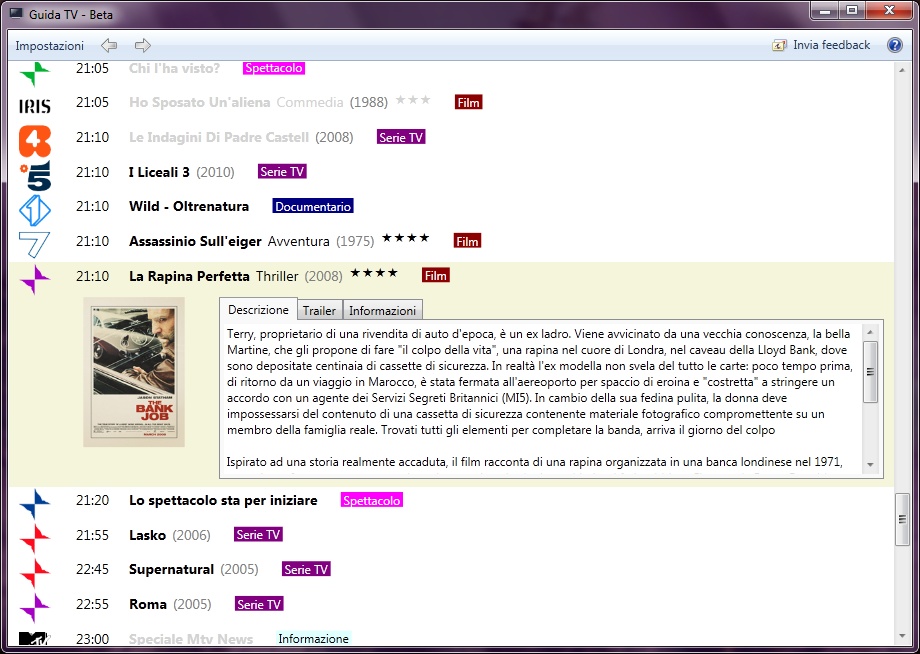 Guida TV - Beta
Impostazioni Invia feedback ?
21:05 Chi l'ha visto? Spettacolo
IRIS 21:05 Ho Sposato Un'aliena Commedia (1988) ★★★ Film
4 21:10 Le Indagini Di Padre Castell (2008) Serie TV
5 21:10 I Liceali 3 (2010) Serie TV
1 21:10 Wild - Oltrenatura Documentario
7 21:10 Assassinio Sull'eiger Avventura (1975) ★★★★ Film
21:10 La Rapina Perfetta Thriller (2008) ★★★★ Film
Descrizione Trailer Informazioni
Terry, proprietario di una rivendita di auto d'epoca, è un ex ladro. Viene avvicinato da una vecchia conoscenza, la bella
Martine, che gli propone di fare "il colpo della vita", una rapina nel cuore di Londra, nel caveau della Lloyd Bank, dove
sono depositate centinaia di cassette di sicurezza. In realtà l'ex modella non svela del tutto le carte: poco tempo prima,
di ritorno da un viaggio in Marocco, è stata fermata all'aereoporto per spaccio di eroina e "costretta" a stringere un
accordo con un agente dei Servizi Segreti Britannici (MI5). In cambio della sua fedina pulita, la donna deve
impossessarsi del contenuto di una cassetta di sicurezza contenente materiale fotografico compromettente su un
membro della famiglia reale. Trovati tutti gli elementi per completare la banda, arriva il giorno del colpo
Ispirato ad una storia realmente accaduta, il film racconta di una rapina organizzata in una banca londinese nel 1971,
JASON STATHAM
THE
BANK
JOB
21:20 Lo spettacolo sta per iniziare Spettacolo
21:55 Lasko (2006) Serie TV
22:45 Supernatural (2005) Serie TV
22:55 Roma (2005) Serie TV
MTV 23:00 Speciale Mtv News Informazione